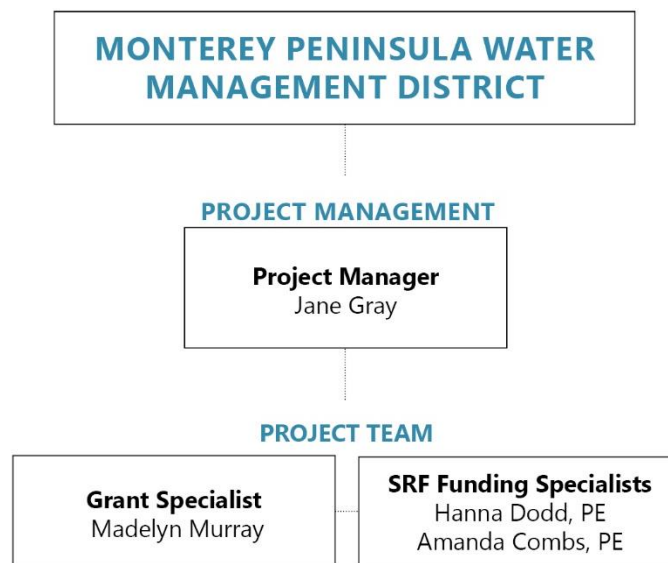 MONTEREY PENINSULA WATER
MANAGEMENT DISTRICT
PROJECT MANAGEMENT
Project Manager
Jane Gray
PROJECT TEAM
Grant Specialist
Madelyn Murray
SRF Funding Specialists
Hanna Dodd, PE
Amanda Combs, PE